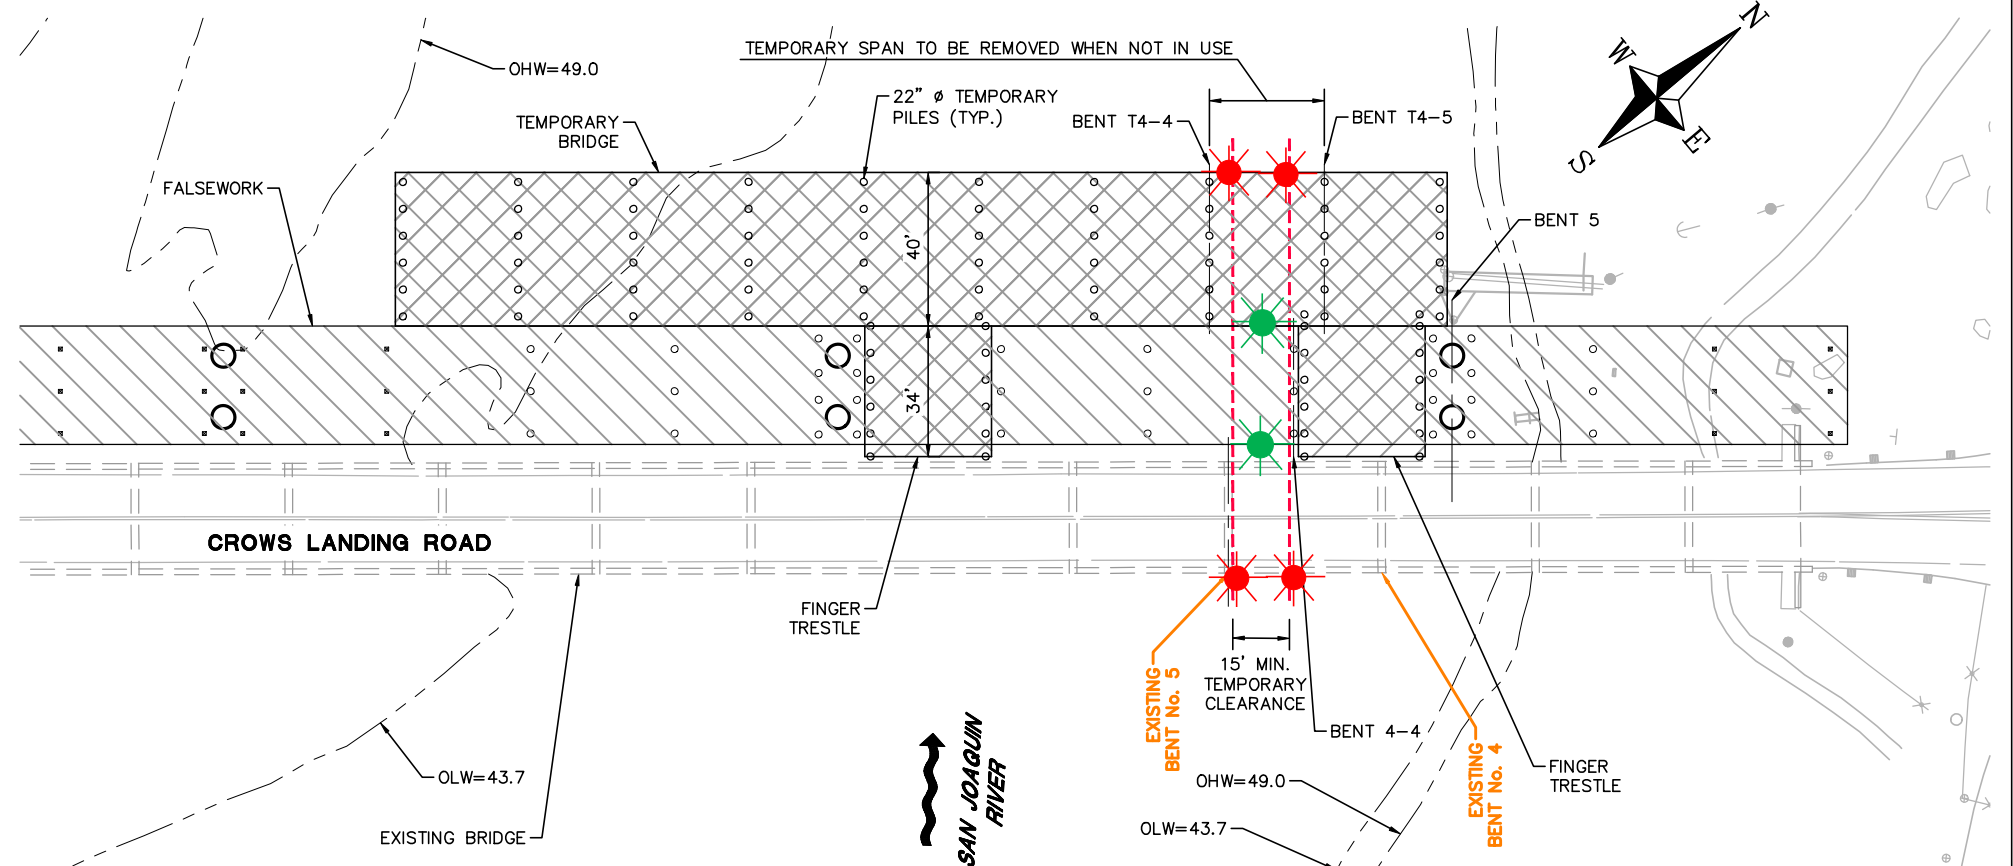 TEMPORARY SPAN TO BE REMOVED WHEN NOT IN USE
N
W
E
S
OHW=49.0
22" ø TEMPORARY
PILES (TYP.)
BENT T4-4
BENT T4-5
TEMPORARY
BRIDGE
FALSEWORK
BENT 5
40'
34'
CROWS LANDING ROAD
FINGER
TRESTLE
EXISTING
BENT No. 5
15' MIN.
TEMPORARY
CLEARANCE
BENT 4-4
EXISTING
BENT No. 4
FINGER
TRESTLE
OLW=43.7
SAN JOAQUIN
RIVER
OHW=49.0
OLW=43.7
EXISTING BRIDGE